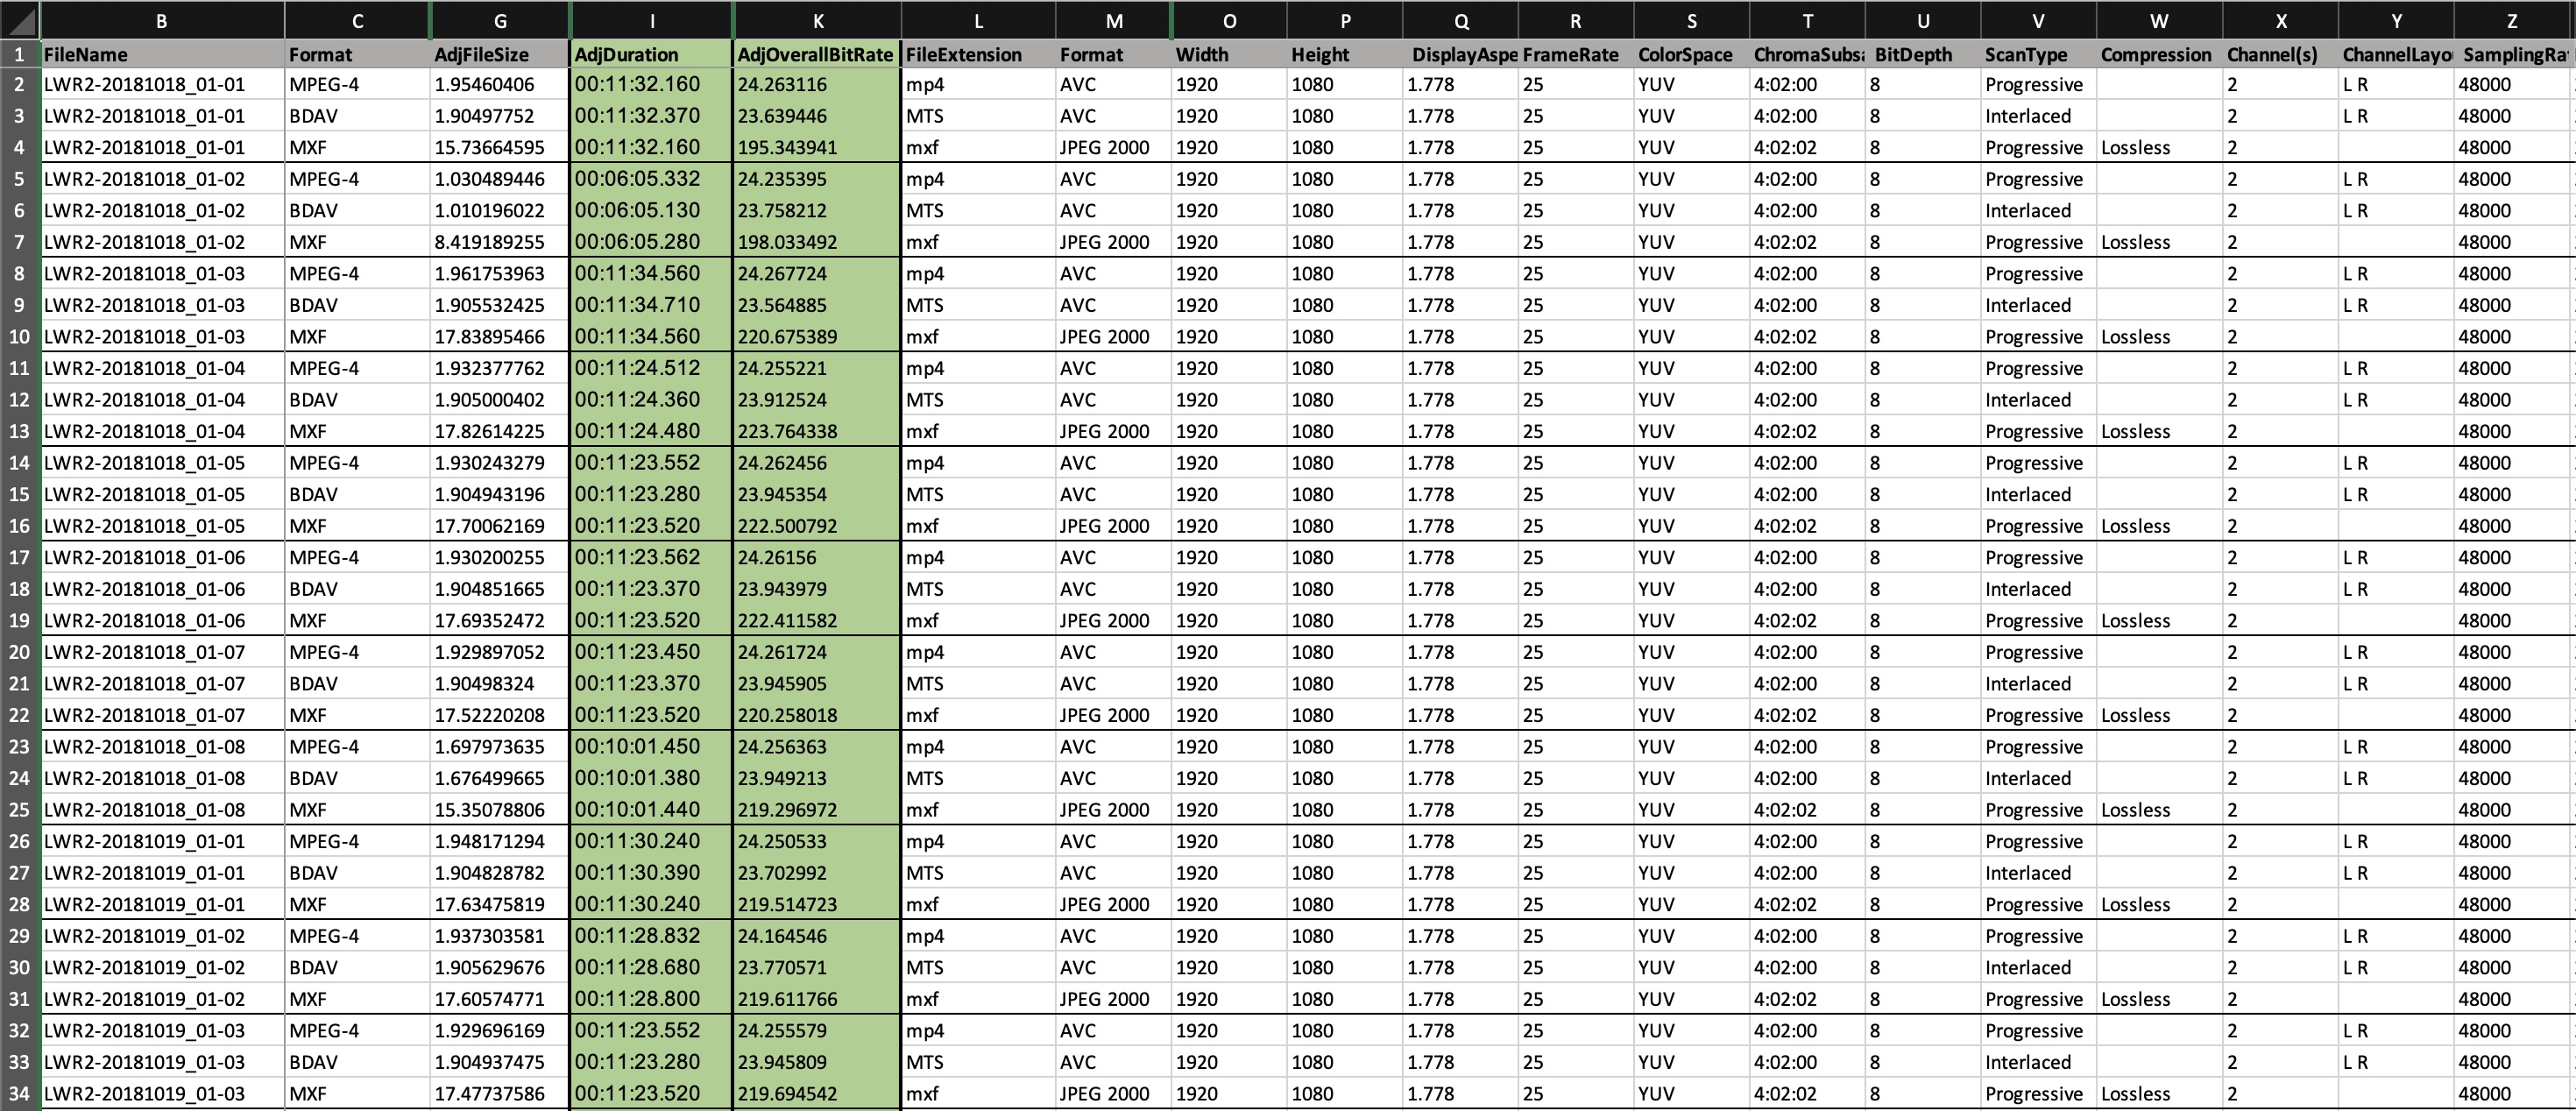 B C G I K L M O P Q R S T U V W X Y Z
1 FileName Format AdjFileSize AdjDuration AdjOverallBitRate FileExtension Format Width Height DisplayAspe FrameRate ColorSpace ChromaSubsa BitDepth ScanType Compression Channel(s) ChannelLayo SamplingRa
2 LWR2-20181018_01-01 MPEG-4 1.95460406 00:11:32.160 24.263116 mp4 AVC 1920 1080 1.778 25 YUV 4:02:00 8 Progressive 2 L R 48000
3 LWR2-20181018_01-01 BDAV 1.90497752 00:11:32.370 23.639446 MTS AVC 1920 1080 1.778 25 YUV 4:02:00 8 Interlaced 2 L R 48000
4 LWR2-20181018_01-01 MXF 15.73664595 00:11:32.160 195.343941 mxf JPEG 2000 1920 1080 1.778 25 YUV 4:02:02 8 Progressive Lossless 2 48000
5 LWR2-20181018_01-02 MPEG-4 1.030489446 00:06:05.332 24.235395 mp4 AVC 1920 1080 1.778 25 YUV 4:02:00 8 Progressive 2 L R 48000
6 LWR2-20181018_01-02 BDAV 1.010196022 00:06:05.130 23.758212 MTS AVC 1920 1080 1.778 25 YUV 4:02:00 8 Interlaced 2 L R 48000
7 LWR2-20181018_01-02 MXF 8.419189255 00:06:05.280 198.033492 mxf JPEG 2000 1920 1080 1.778 25 YUV 4:02:02 8 Progressive Lossless 2 48000
8 LWR2-20181018_01-03 MPEG-4 1.961753963 00:11:34.560 24.267724 mp4 AVC 1920 1080 1.778 25 YUV 4:02:00 8 Progressive 2 L R 48000
9 LWR2-20181018_01-03 BDAV 1.905532425 00:11:34.710 23.564885 MTS AVC 1920 1080 1.778 25 YUV 4:02:00 8 Interlaced 2 L R 48000
10 LWR2-20181018_01-03 MXF 17.83895466 00:11:34.560 220.675389 mxf JPEG 2000 1920 1080 1.778 25 YUV 4:02:02 8 Progressive Lossless 2 48000
11 LWR2-20181018_01-04 MPEG-4 1.932377762 00:11:24.512 24.255221 mp4 AVC 1920 1080 1.778 25 YUV 4:02:00 8 Progressive 2 L R 48000
12 LWR2-20181018_01-04 BDAV 1.905000402 00:11:24.360 23.912524 MTS AVC 1920 1080 1.778 25 YUV 4:02:00 8 Interlaced 2 L R 48000
13 LWR2-20181018_01-04 MXF 17.82614225 00:11:24.480 223.764338 mxf JPEG 2000 1920 1080 1.778 25 YUV 4:02:02 8 Progressive Lossless 2 48000
14 LWR2-20181018_01-05 MPEG-4 1.930243279 00:11:23.552 24.262456 mp4 AVC 1920 1080 1.778 25 YUV 4:02:00 8 Progressive 2 L R 48000
15 LWR2-20181018_01-05 BDAV 1.904943196 00:11:23.280 23.945354 MTS AVC 1920 1080 1.778 25 YUV 4:02:00 8 Interlaced 2 L R 48000
16 LWR2-20181018_01-05 MXF 17.70062169 00:11:23.520 222.500792 mxf JPEG 2000 1920 1080 1.778 25 YUV 4:02:02 8 Progressive Lossless 2 48000
17 LWR2-20181018_01-06 MPEG-4 1.930200255 00:11:23.562 24.26156 mp4 AVC 1920 1080 1.778 25 YUV 4:02:00 8 Progressive 2 L R 48000
18 LWR2-20181018_01-06 BDAV 1.904851665 00:11:23.370 23.943979 MTS AVC 1920 1080 1.778 25 YUV 4:02:00 8 Interlaced 2 L R 48000
19 LWR2-20181018_01-06 MXF 17.69352472 00:11:23.520 222.411582 mxf JPEG 2000 1920 1080 1.778 25 YUV 4:02:02 8 Progressive Lossless 2 48000
20 LWR2-20181018_01-07 MPEG-4 1.929897052 00:11:23.450 24.261724 mp4 AVC 1920 1080 1.778 25 YUV 4:02:00 8 Progressive 2 L R 48000
21 LWR2-20181018_01-07 BDAV 1.90498324 00:11:23.370 23.945905 MTS AVC 1920 1080 1.778 25 YUV 4:02:00 8 Interlaced 2 L R 48000
22 LWR2-20181018_01-07 MXF 17.52220208 00:11:23.520 220.258018 mxf JPEG 2000 1920 1080 1.778 25 YUV 4:02:02 8 Progressive Lossless 2 48000
23 LWR2-20181018_01-08 MPEG-4 1.697973635 00:10:01.450 24.256363 mp4 AVC 1920 1080 1.778 25 YUV 4:02:00 8 Progressive 2 L R 48000
24 LWR2-20181018_01-08 BDAV 1.676499665 00:10:01.380 23.949213 MTS AVC 1920 1080 1.778 25 YUV 4:02:00 8 Interlaced 2 L R 48000
25 LWR2-20181018_01-08 MXF 15.35078806 00:10:01.440 219.296972 mxf JPEG 2000 1920 1080 1.778 25 YUV 4:02:02 8 Progressive Lossless 2 48000
26 LWR2-20181019_01-01 MPEG-4 1.948171294 00:11:30.240 24.250533 mp4 AVC 1920 1080 1.778 25 YUV 4:02:00 8 Progressive 2 L R 48000
27 LWR2-20181019_01-01 BDAV 1.904828782 00:11:30.390 23.702992 MTS AVC 1920 1080 1.778 25 YUV 4:02:00 8 Interlaced 2 L R 48000
28 LWR2-20181019_01-01 MXF 17.63475819 00:11:30.240 219.514723 mxf JPEG 2000 1920 1080 1.778 25 YUV 4:02:02 8 Progressive Lossless 2 48000
29 LWR2-20181019_01-02 MPEG-4 1.937303581 00:11:28.832 24.164546 mp4 AVC 1920 1080 1.778 25 YUV 4:02:00 8 Progressive 2 L R 48000
30 LWR2-20181019_01-02 BDAV 1.905629676 00:11:28.680 23.770571 MTS AVC 1920 1080 1.778 25 YUV 4:02:00 8 Interlaced 2 L R 48000
31 LWR2-20181019_01-02 MXF 17.60574771 00:11:28.800 219.611766 mxf JPEG 2000 1920 1080 1.778 25 YUV 4:02:02 8 Progressive Lossless 2 48000
32 LWR2-20181019_01-03 MPEG-4 1.929696169 00:11:23.552 24.255579 mp4 AVC 1920 1080 1.778 25 YUV 4:02:00 8 Progressive 2 L R 48000
33 LWR2-20181019_01-03 BDAV 1.904937475 00:11:23.280 23.945809 MTS AVC 1920 1080 1.778 25 YUV 4:02:00 8 Interlaced 2 L R 48000
34 LWR2-20181019_01-03 MXF 17.47737586 00:11:23.520 219.694542 mxf JPEG 2000 1920 1080 1.778 25 YUV 4:02:02 8 Progressive Lossless 2 48000